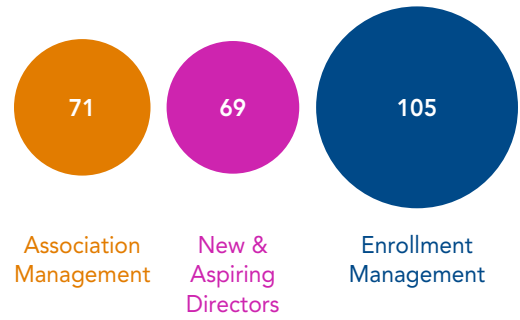 71
69
105
Association
Management
New &
Aspiring
Directors
Enrollment
Management